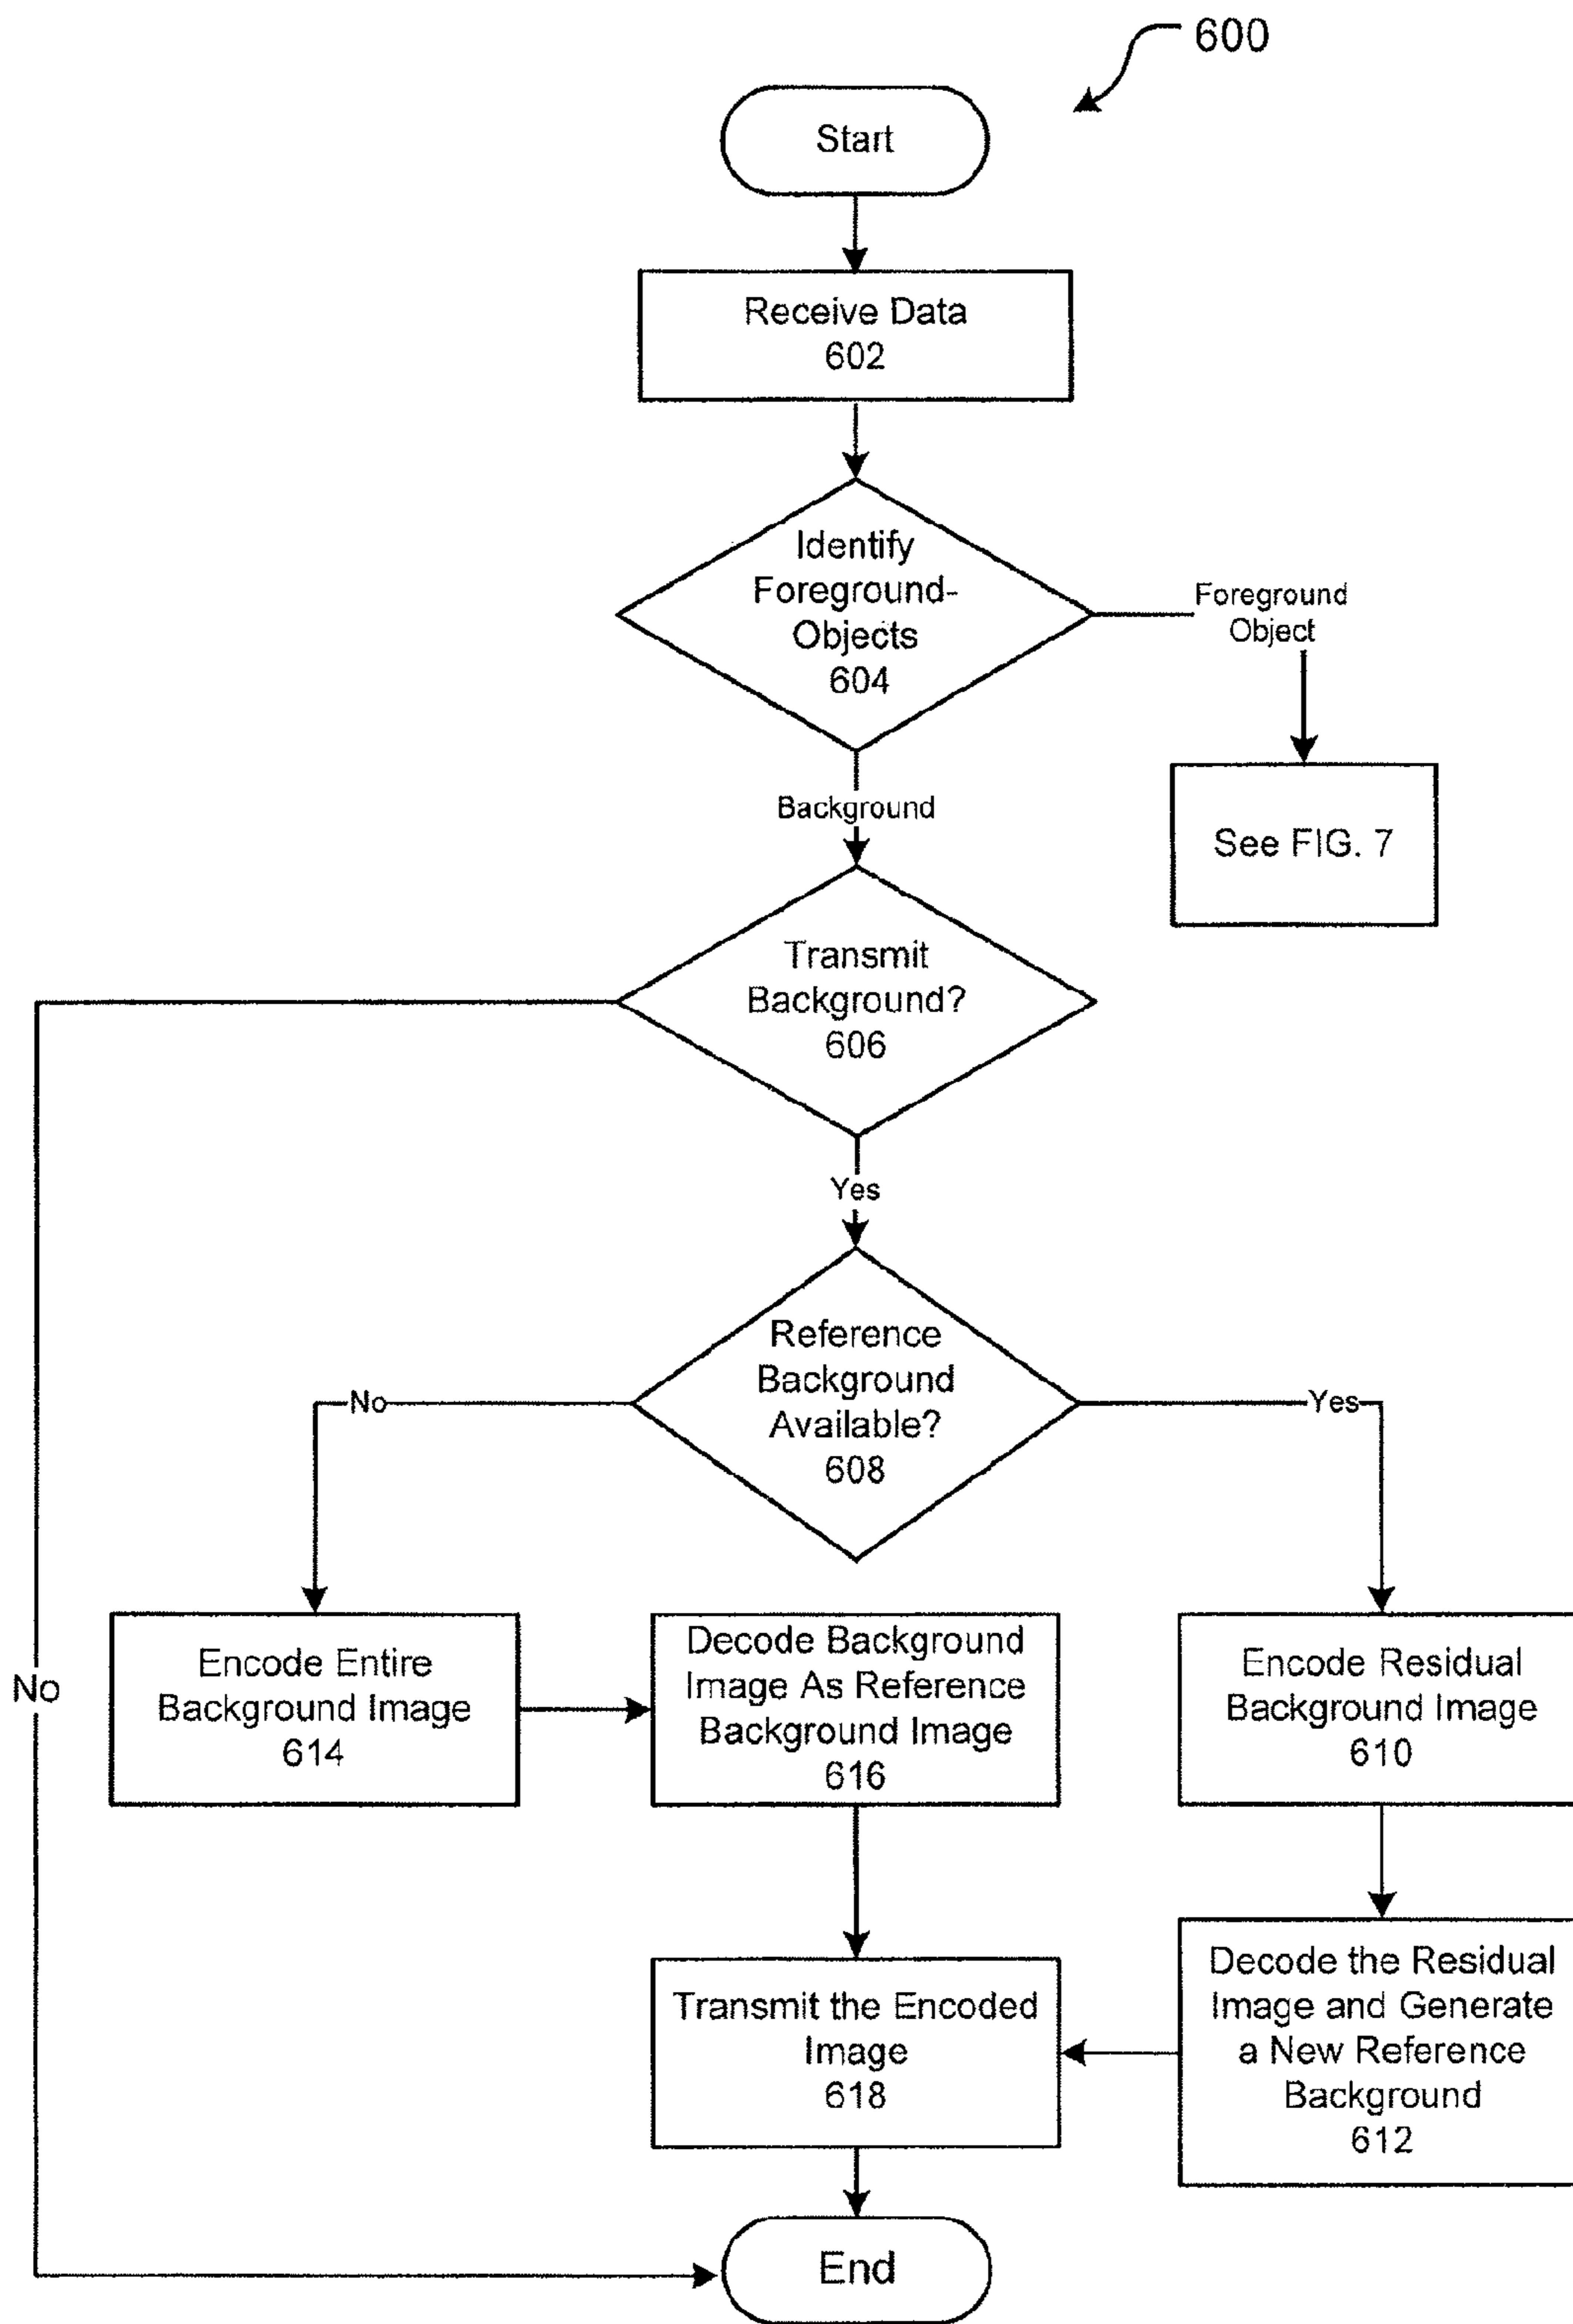 600
Start
Receive Data
602
Identify
Foreground-
Objects
604
Foreground
Object
See FIG. 7
Background
Transmit
Background?
606
Yes
Reference
Background
Available?
608
No
Yes
Encode Entire
Background Image
614
Decode Background
Image As Reference
Background Image
616
Encode Residual
Background Image
610
No
Transmit the Encoded
Image
618
Decode the Residual
Image and Generate
a New Reference
Background
612
End